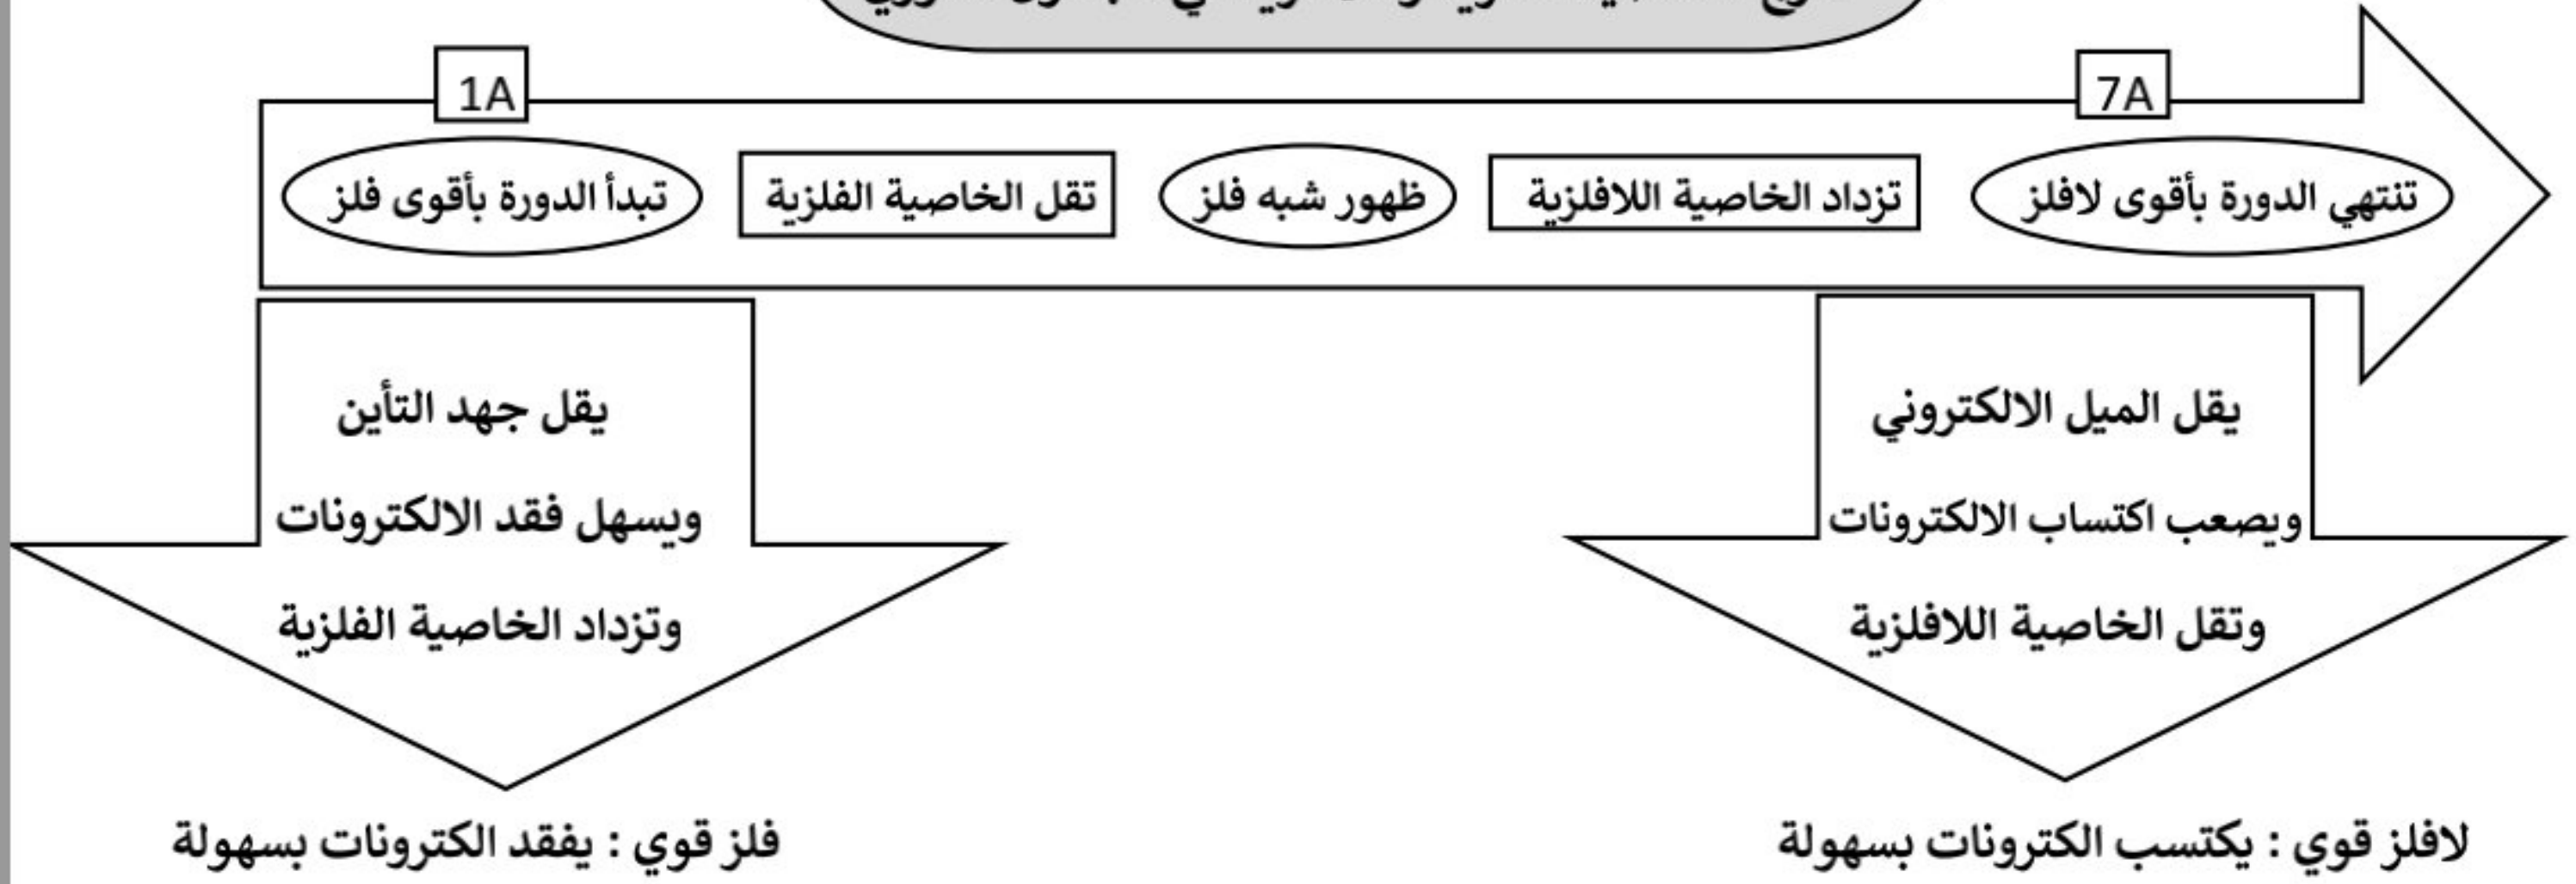 1A
7A
تبدأ الدورة بأقوى فلز
تقل الخاصية الفلزية
ظهور شبه فلز
تزداد الخاصية اللافلزية
تنتهي الدورة بأقوى لافلز
يقل جهد التأين
ويسهل فقد الالكترونات
وتزداد الخاصية الفلزية
يقل الميل الالكتروني
ويصعب اكتساب الالكترونات
وتقل الخاصية اللافلزية
فلز قوي : يفقد الكترونات بسهولة
لافلز قوي : يكتسب الكترونات بسهولة